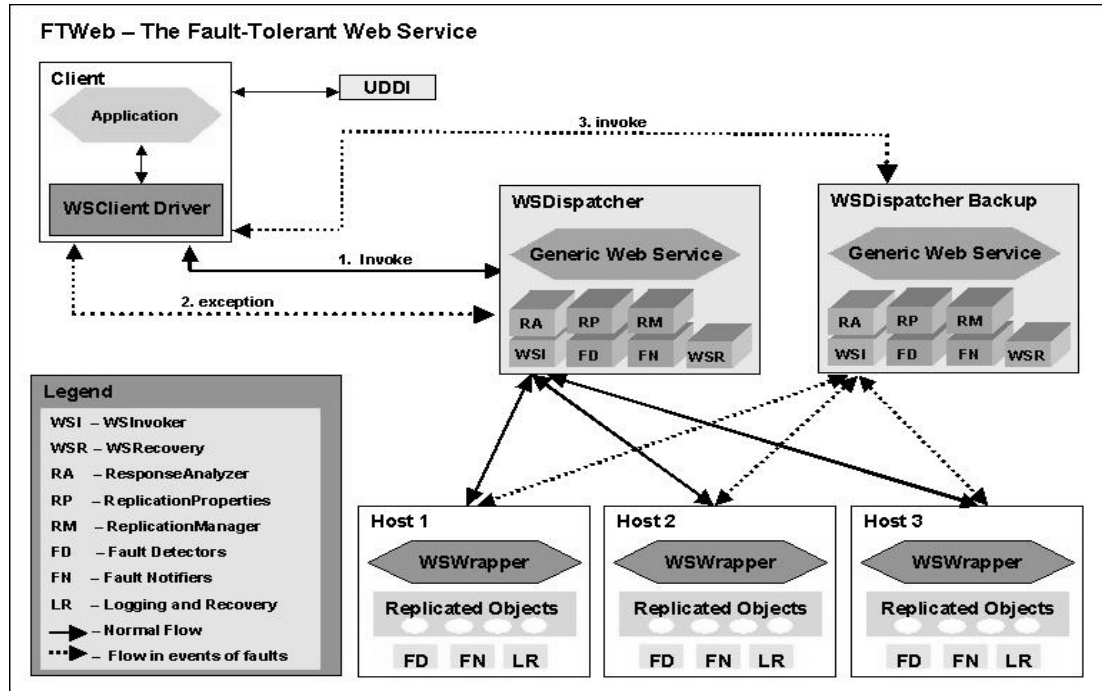 FTWeb – The Fault-Tolerant Web Service
Client
Application
WSClient Driver
UDDI
3. invoke
1. Invoke
2. exception
WSDispatcher
Generic Web Service
RA RP RM
WSI FD FN WSR
WSDispatcher Backup
Generic Web Service
RA RP RM
WSI FD FN WSR
Legend
WSI – WSInvoker
WSR – WSRecovery
RA – ResponseAnalyzer
RP – ReplicationProperties
RM – ReplicationManager
FD – Fault Detectors
FN – Fault Notifiers
LR – Logging and Recovery
– Normal Flow
– Flow in events of faults
Host 1
WSWrapper
Replicated Objects
FD FN LR
Host 2
WSWrapper
Replicated Objects
FD FN LR
Host 3
WSWrapper
Replicated Objects
FD FN LR